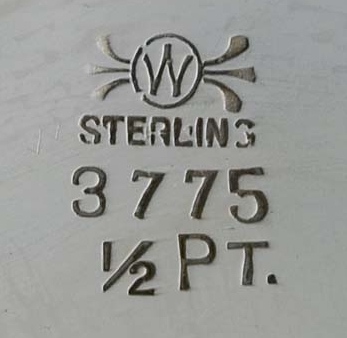 W
STERLING
3775
½ PT.